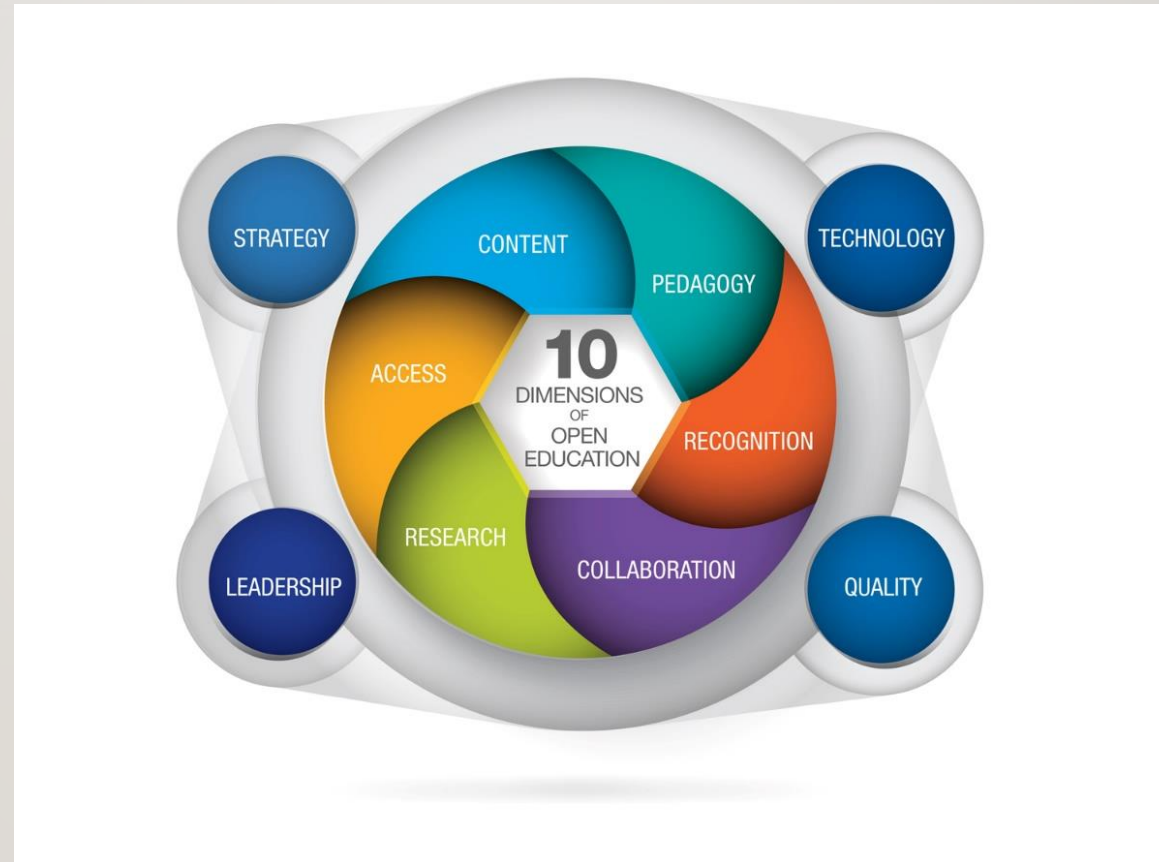 STRATEGY
TECHNOLOGY
CONTENT
PEDAGOGY
ACCESS
10
DIMENSIONS
OF
OPEN
EDUCATION
RECOGNITION
RESEARCH
COLLABORATION
LEADERSHIP
QUALITY